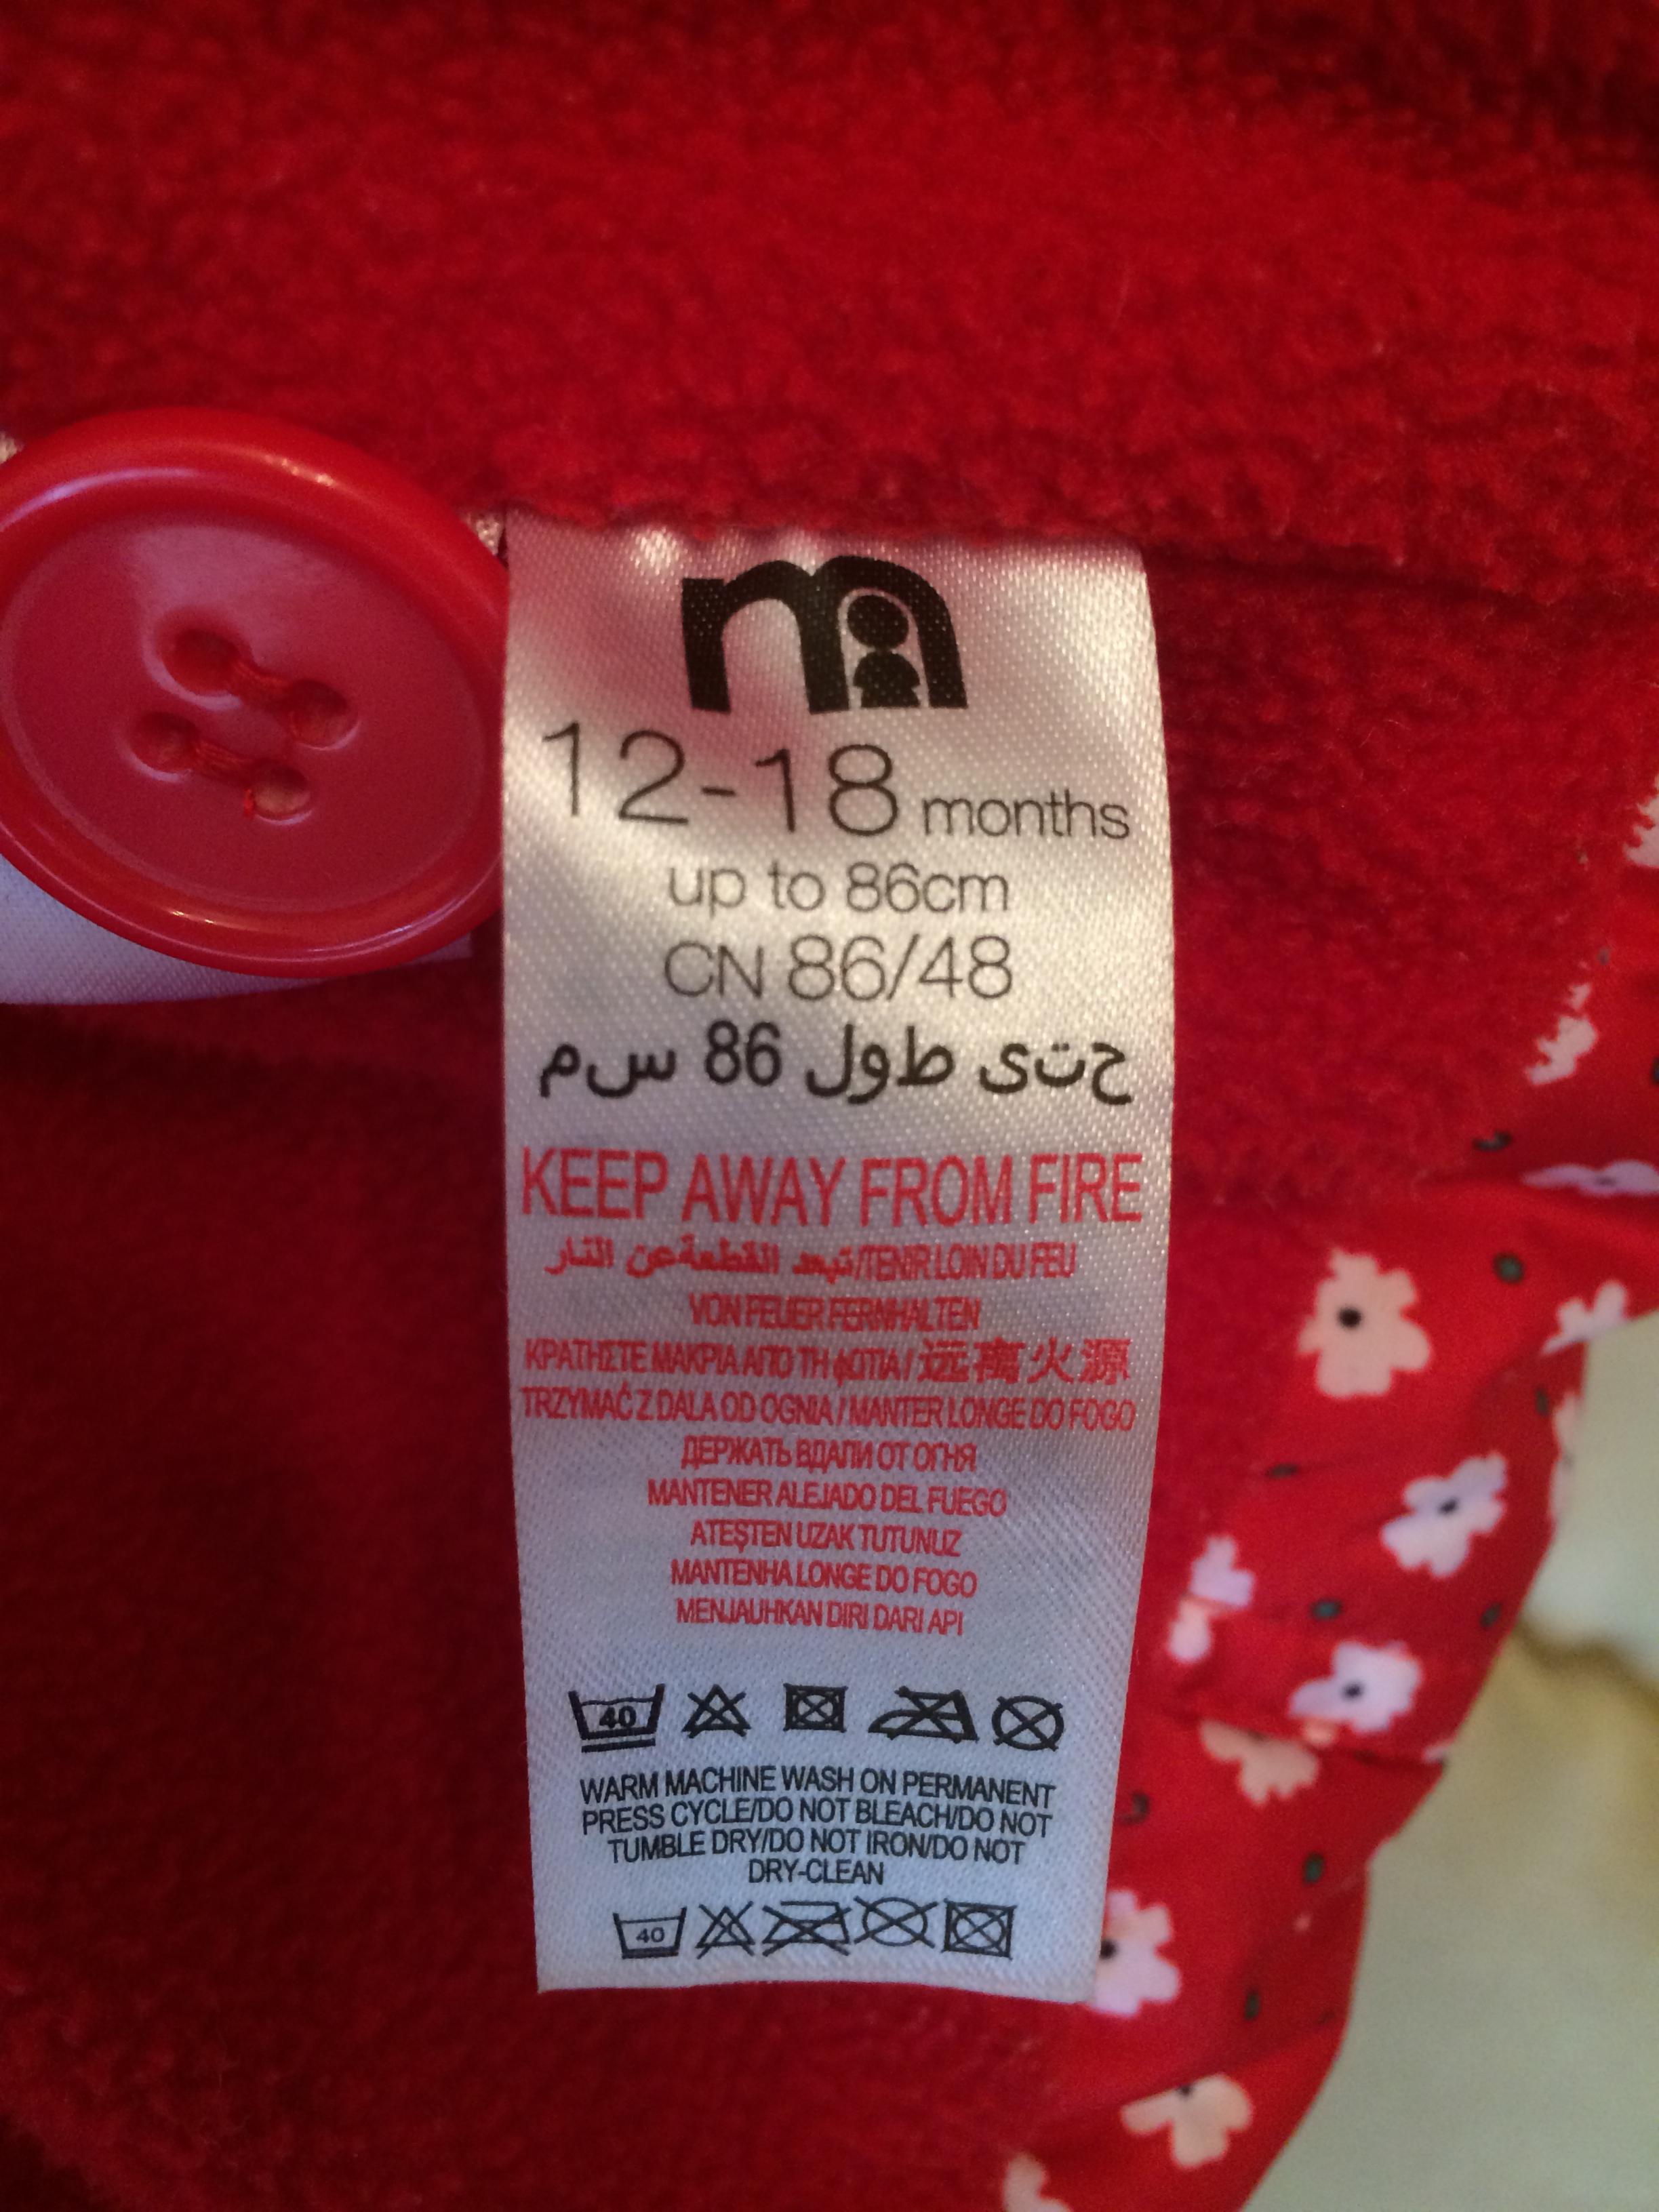 m
12-18 months
up to 86cm
CN 86/48
حتى طول 86 سم
KEEP AWAY FROM FIRE
تبعد القطعة عن النار/TENIR LOIN DU FEU
VON FEUER FERNHALTEN
ΚΡΑΤΗΣΤΕ ΜΑΚΡΙΑ ΑΠΟ ΤΗ φΩΤΙΑ / 远离火源
TRZYMAĆ Z DALA OD OGNIA / MANTER LONGE DO FOGO
ДЕРЖАТЬ ВДАЛИ ОТ ОГНЯ
MANTENER ALEJADO DEL FUEGO
ATEŞTEN UZAK TUTUNUZ
MANTENHA LONGE DO FOGO
MENJAUHKAN DIRI DARI API
40
WARM MACHINE WASH ON PERMANENT
PRESS CYCLE/DO NOT BLEACH/DO NOT
TUMBLE DRY/DO NOT IRON/DO NOT
DRY-CLEAN
40